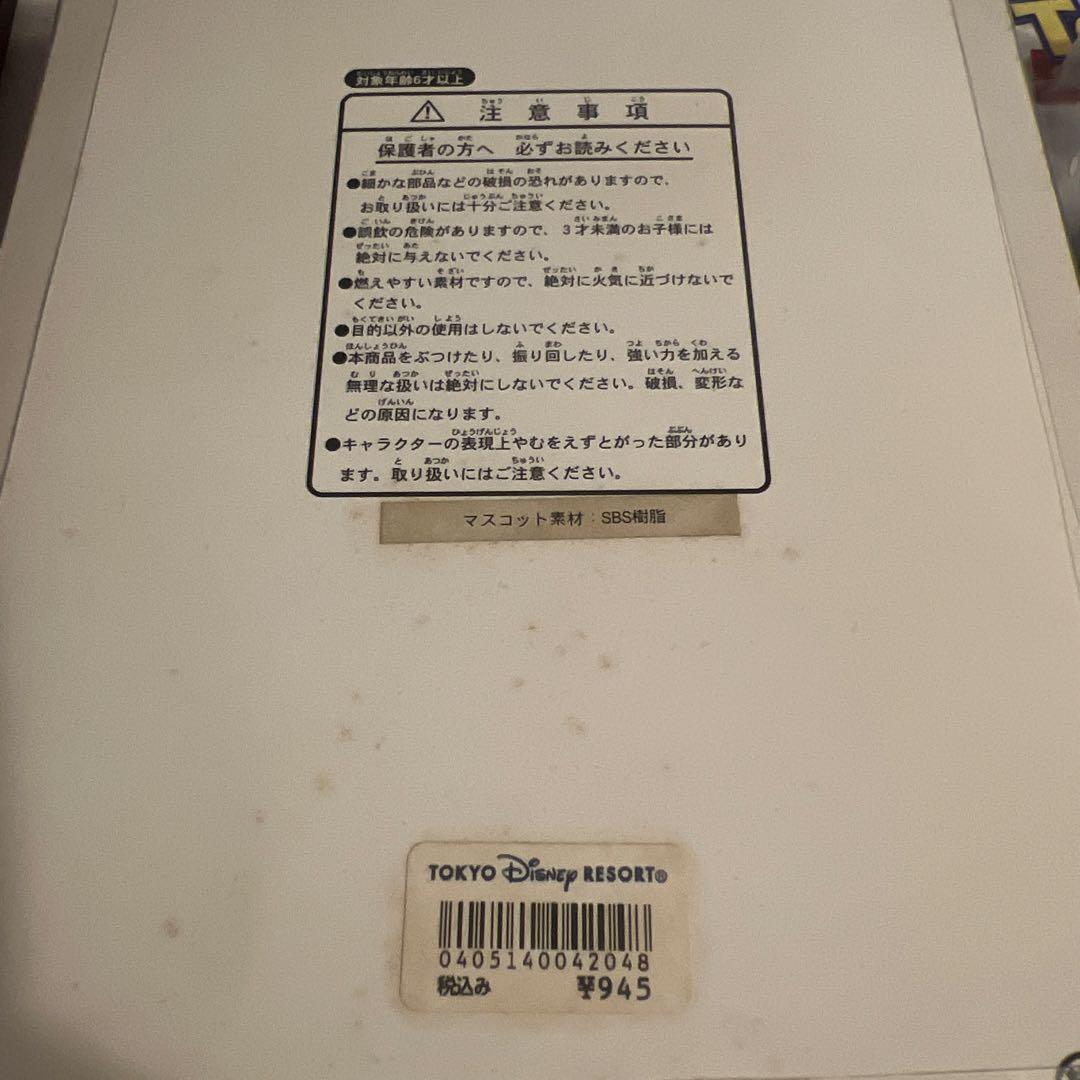 対象年齢6才以上
⚠ 注意事項
保護者の方へ 必ずお読みください
●細かな部品などの破損の恐れがありますので、
お取り扱いには十分ご注意ください。
●誤飲の危険がありますので、3才未満のお子様には
絶対に与えないでください。
●燃えやすい素材ですので、絶対に火気に近づけないで
ください。
●目的以外の使用はしないでください。
●本商品をぶつけたり、振り回したり、強い力を加える
無理な扱いは絶対にしないでください。破損、変形な
どの原因になります。
●キャラクターの表現上やむをえずとがった部分があり
ます。取り扱いにはご注意ください。
マスコット素材:SBS樹脂
TOKYO Disney RESORT®
0405140042048
税込み ¥945